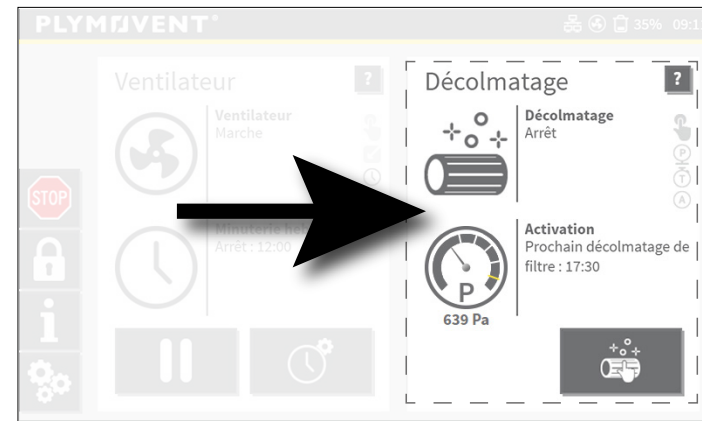 PLYMOVENT®
35% 09:1
Ventilateur
?
Ventilateur
Marche
Arrêt : 12:00
STOP
i
Décolmatage
?
Décolmatage
Arrêt
P
T
A
Activation
Prochain décolmatage de
filtre : 17:30
P
639 Pa